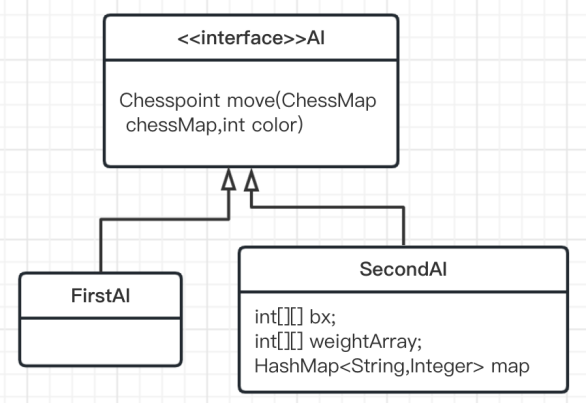 <<interface>>AI
Chesspoint move(ChessMap
chessMap,int color)
FirstAI
SecondAI
int[][] bx;
int[][] weightArray;
HashMap<String,Integer> map